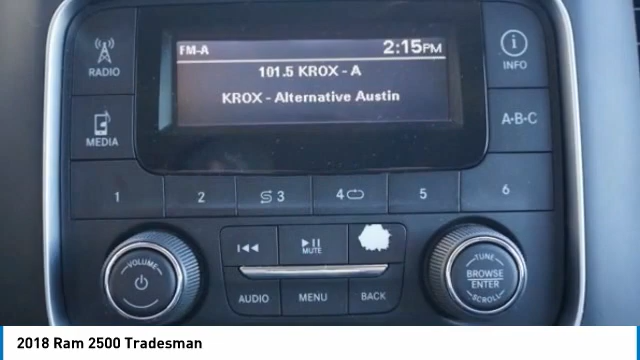 FM-A 2:15PM
101.5 KROX - A
KROX - Alternative Austin
RADIO
INFO
MEDIA
A·B·C
1 2 3 4 5 6
VOLUME
MUTE
TUNE
BROWSE
ENTER
SCROLL
AUDIO MENU BACK
2018 Ram 2500 Tradesman